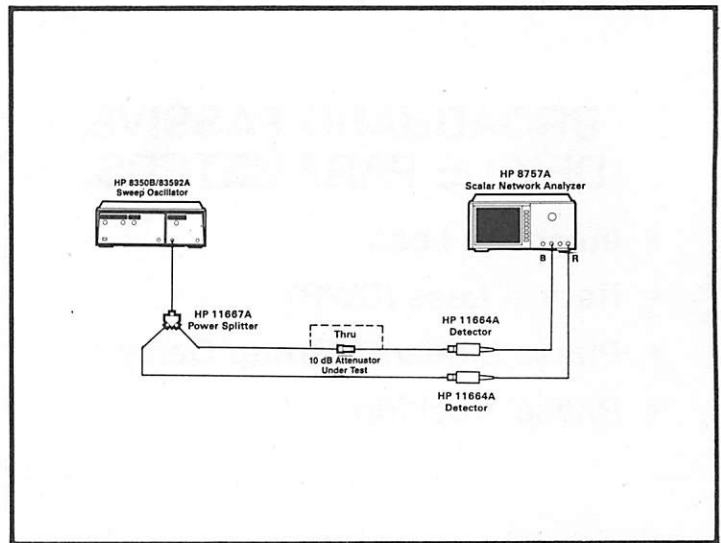 HP 8350B/83592A
Sweep Oscillator
HP 8757A
Scalar Network Analyzer
B
R
HP 11667A
Power Splitter
Thru
10 dB Attenuator
Under Test
HP 11664A
Detector
HP 11664A
Detector